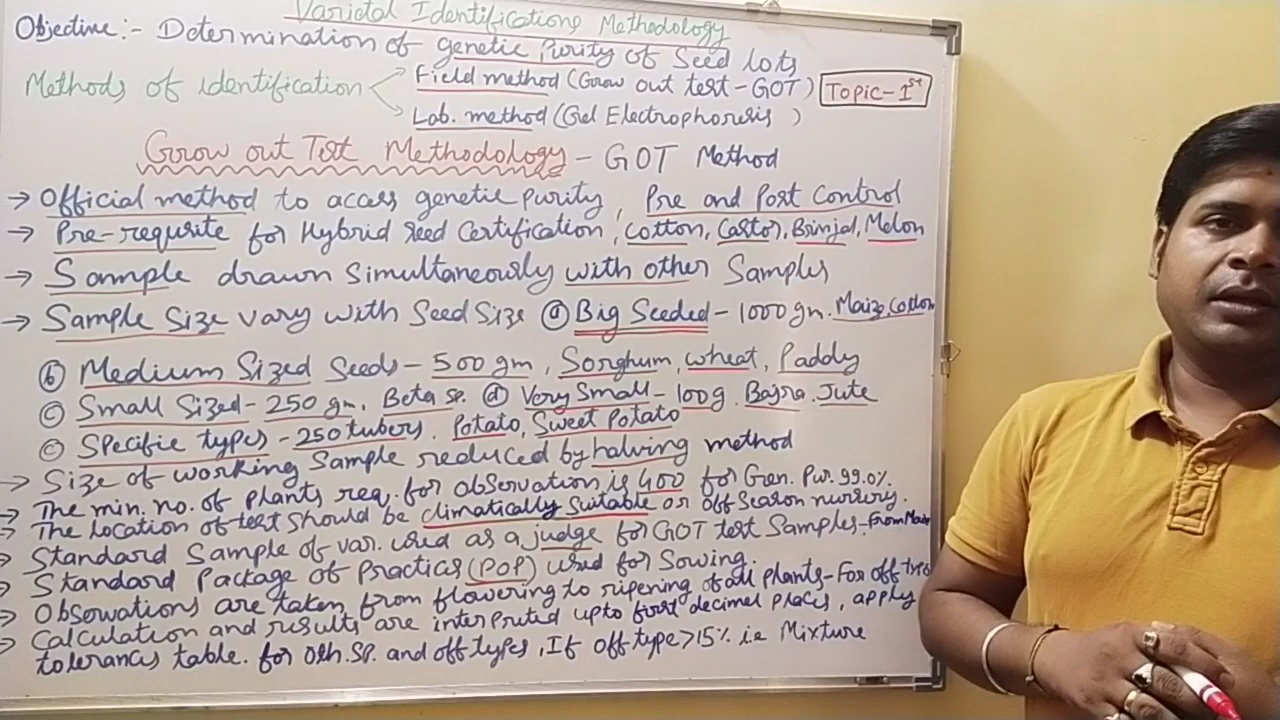 Varietal Identifications Methodology
Objective:- Determination of genetic purity of Seed lots
Methods of identification
Field method (Grow out test - GOT)
Topic-1st
Lab. method (Gel Electrophoresis )
Grow out Test Methodology - GOT Method
→ Official method to access genetic purity, Pre and Post Control
→ Pre-requsite for Hybrid Seed Certification, Cotton, Castor, Brinjal, Melon
→ Sample drawn simultaneously with other Samples
→ Sample Size vary with Seed Size ⓐ Big Seeded - 1000 gm. Maize, Cotton
ⓑ Medium Sized Seeds - 500 gm, Sorghum, wheat, Paddy
ⓒ Small Sized - 250 gm, Beta sp. ⓓ Very Small - 100g. Bajra. Jute
ⓒ Specific types - 250 tubers. Potato, Sweet Potato
→ Size of working Sample reduced by halving method
→ The min. no. of plants req. for observation is 400 for Gen. Pur. 99.0%.
→ The location of test should be climatically suitable or off Season nursery.
→ Standard Sample of var. used as a judge for GOT test Samples - From Main
→ Standard Package of Practics (POP) used for Sowing.
→ Observations are taken from flowering to ripening of all plants - For off type
→ Calculation and results are interpruted upto first decimel places, apply
tolerances table. for Oth. SP. and off types, If off type > 15% i.e Mixture